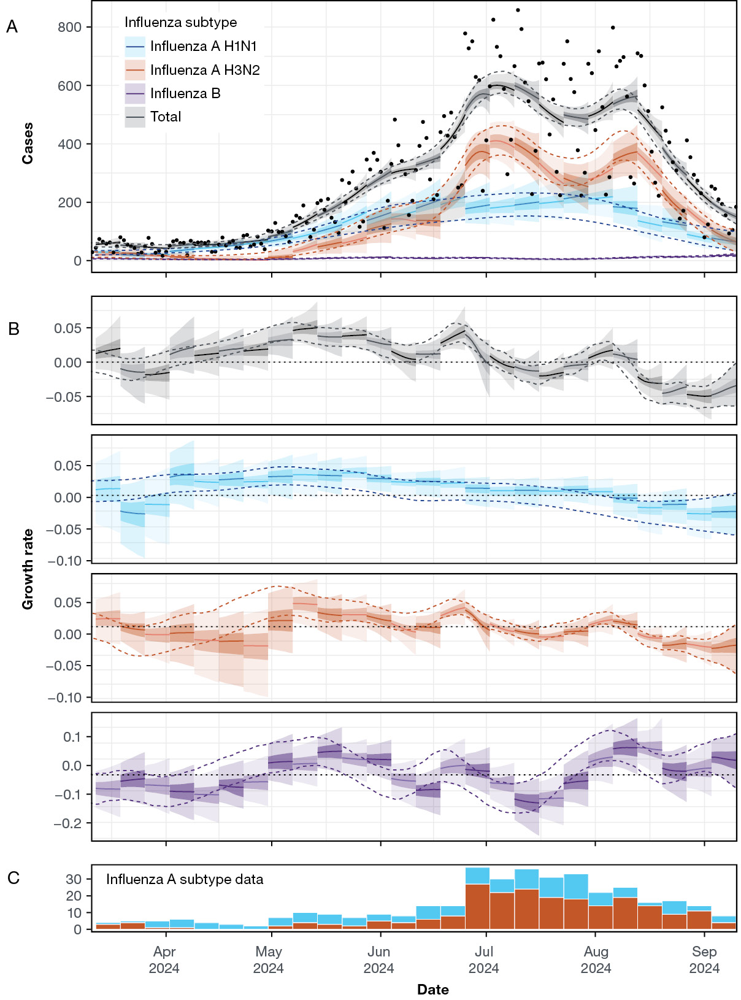 A
Influenza subtype
Influenza A H1N1
Influenza A H3N2
Influenza B
Total
Cases
800
600
400
200
0
B
Growth rate
0.05
0.00
−0.05
0.05
0.00
−0.05
−0.10
0.05
0.00
−0.05
−0.10
0.1
0.0
−0.1
−0.2
C
Influenza A subtype data
30
20
10
0
Apr 2024
May 2024
Jun 2024
Jul 2024
Aug 2024
Sep 2024
Date